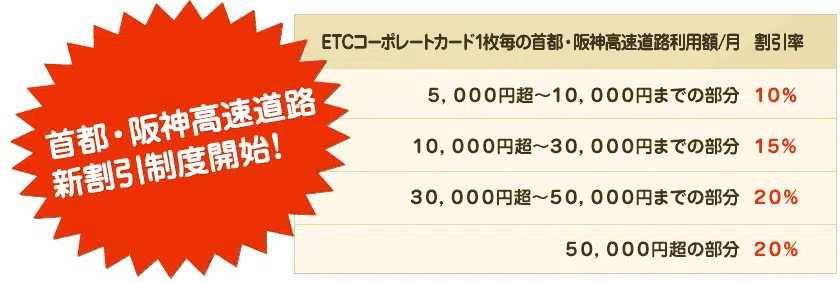 首都・阪神高速道路
新割引制度開始!
ETCコーポレートカード1枚毎の首都・阪神高速道路利用額/月 割引率
5,000円超～10,000円までの部分 10%
10,000円超～30,000円までの部分 15%
30,000円超～50,000円までの部分 20%
50,000円超の部分 20%